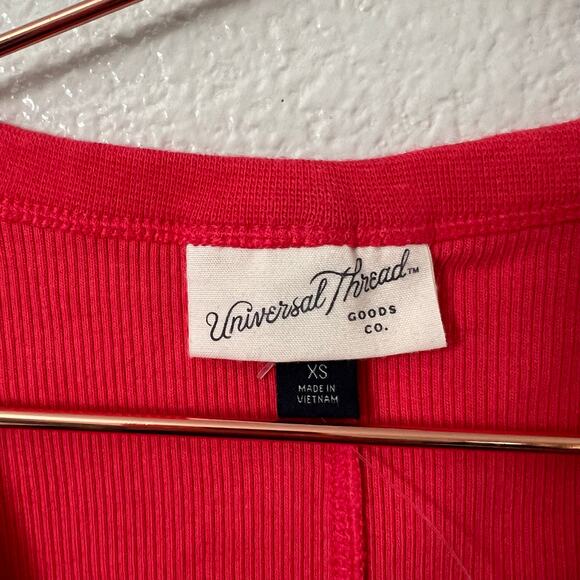 Universal Thread™
GOODS
CO.
XS
MADE IN
VIETNAM